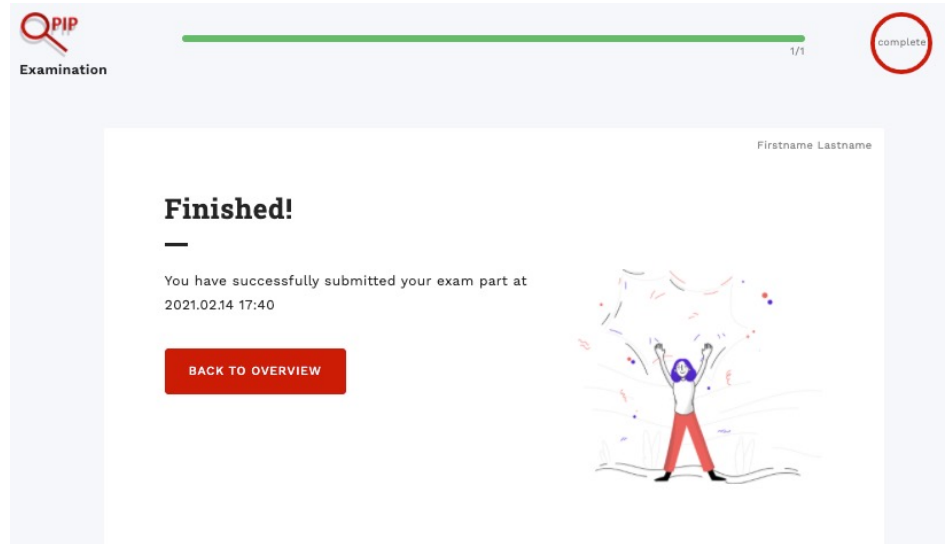 PIP
Examination
1/1
complete
Firstname Lastname
Finished!
You have successfully submitted your exam part at
2021.02.14 17:40
BACK TO OVERVIEW